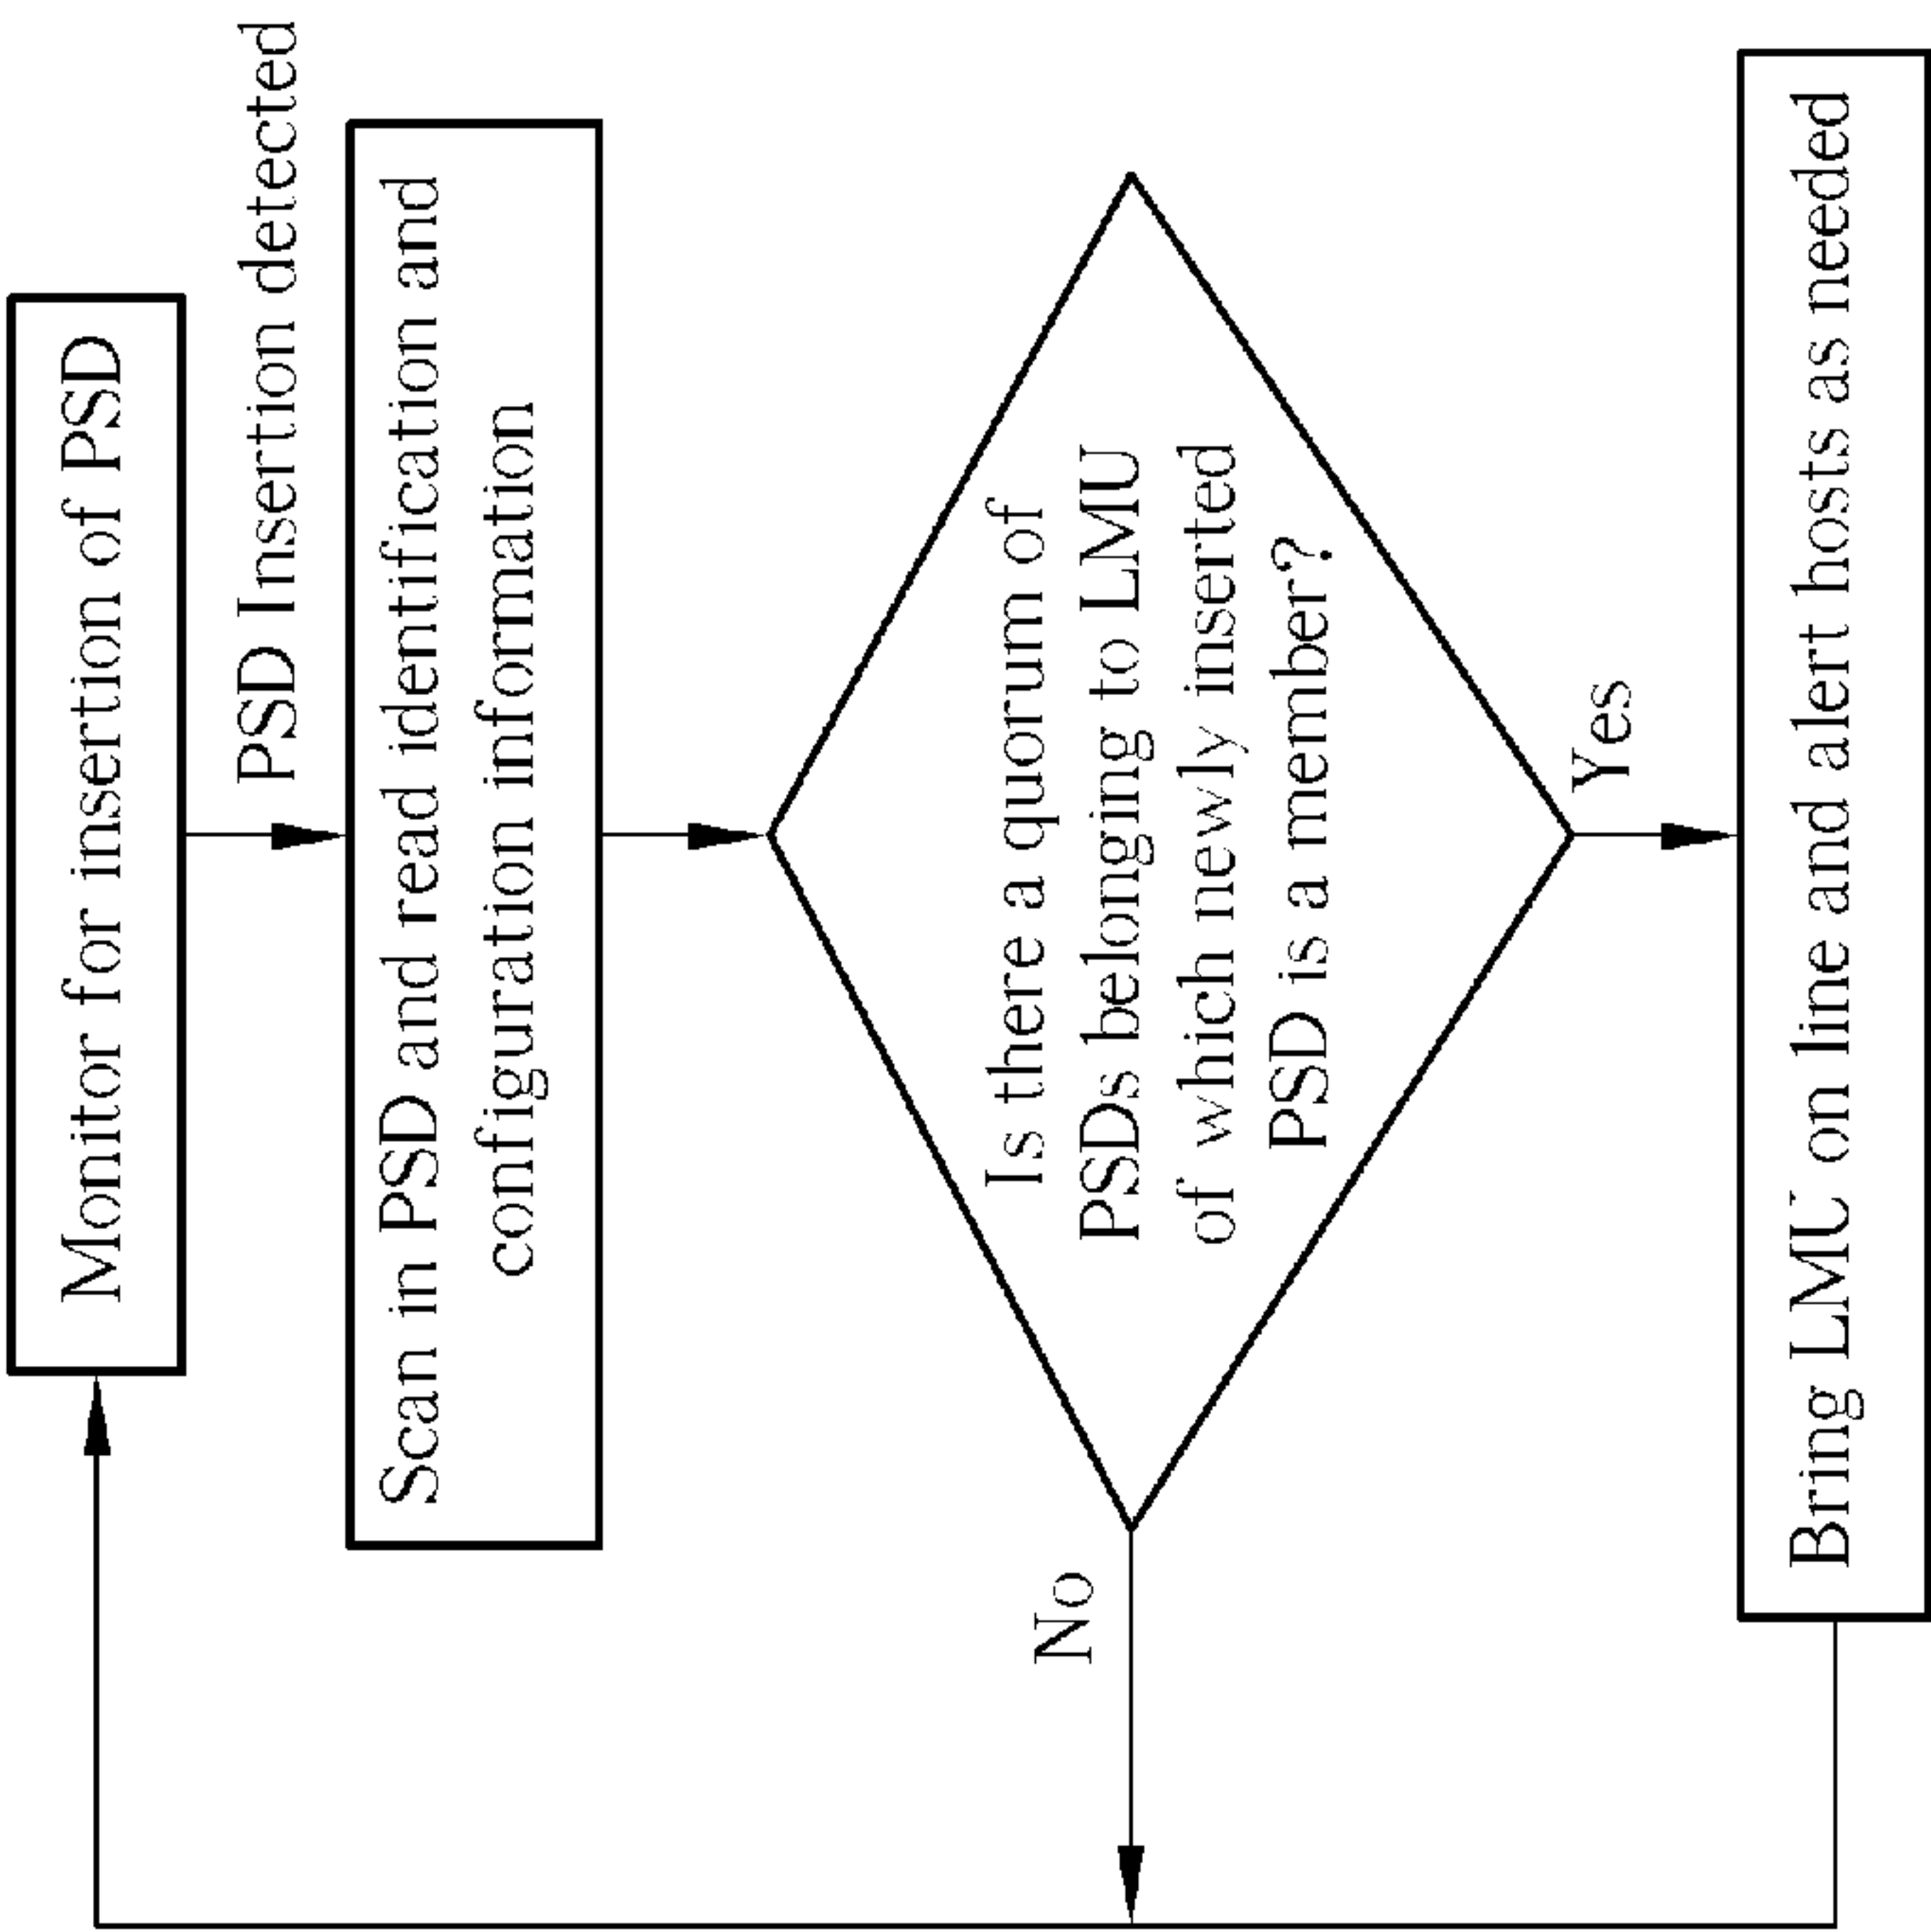 Monitor for insertion of PSD
PSD Insertion detected
Scan in PSD and read identification and
configuration information
Is there a quorum of
PSDs belonging to LMU
of which newly inserted
PSD is a member?
No
Yes
Bring LMU on line and alert hosts as needed